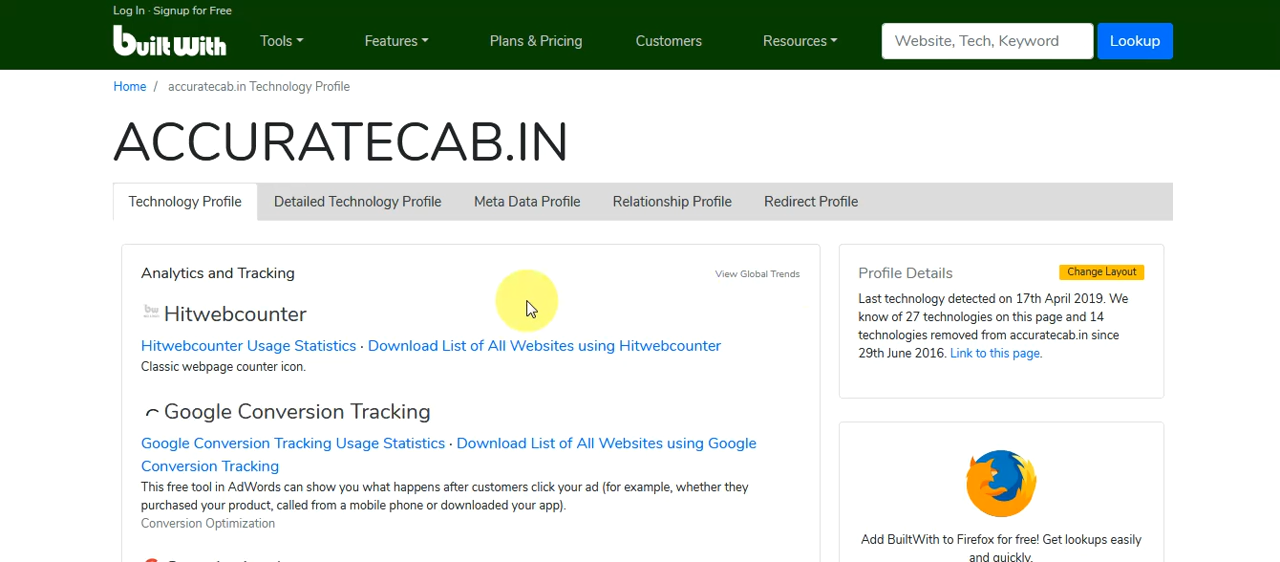 Log In · Signup for Free
built with
Tools
Features
Plans & Pricing
Customers
Resources
Website, Tech, Keyword
Lookup
Home / accuratecab.in Technology Profile
ACCURATECAB.IN
Technology Profile
Detailed Technology Profile
Meta Data Profile
Relationship Profile
Redirect Profile
Analytics and Tracking
View Global Trends
Hitwebcounter
Hitwebcounter Usage Statistics · Download List of All Websites using Hitwebcounter
Classic webpage counter icon.
Google Conversion Tracking
Google Conversion Tracking Usage Statistics · Download List of All Websites using Google
Conversion Tracking
This free tool in AdWords can show you what happens after customers click your ad (for example, whether they
purchased your product, called from a mobile phone or downloaded your app).
Conversion Optimization
Profile Details
Change Layout
Last technology detected on 17th April 2019. We
know of 27 technologies on this page and 14
technologies removed from accuratecab.in since
29th June 2016. Link to this page.
Add BuiltWith to Firefox for free! Get lookups easily
and quickly.